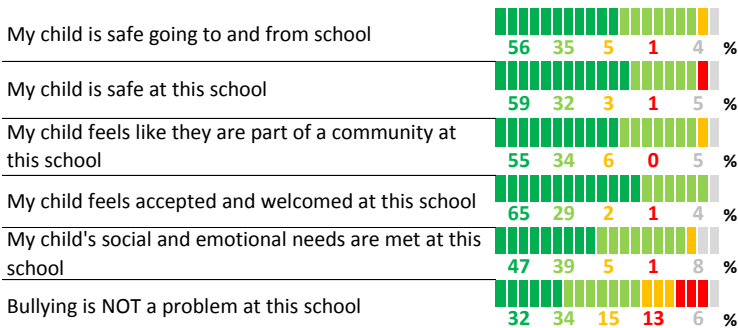 My child is safe going to and from school
56 35 5 1 4 %
My child is safe at this school
59 32 3 1 5 %
My child feels like they are part of a community at
this school
55 34 6 0 5 %
My child feels accepted and welcomed at this school
65 29 2 1 4 %
My child's social and emotional needs are met at this
school
47 39 5 1 8 %
Bullying is NOT a problem at this school
32 34 15 13 6 %